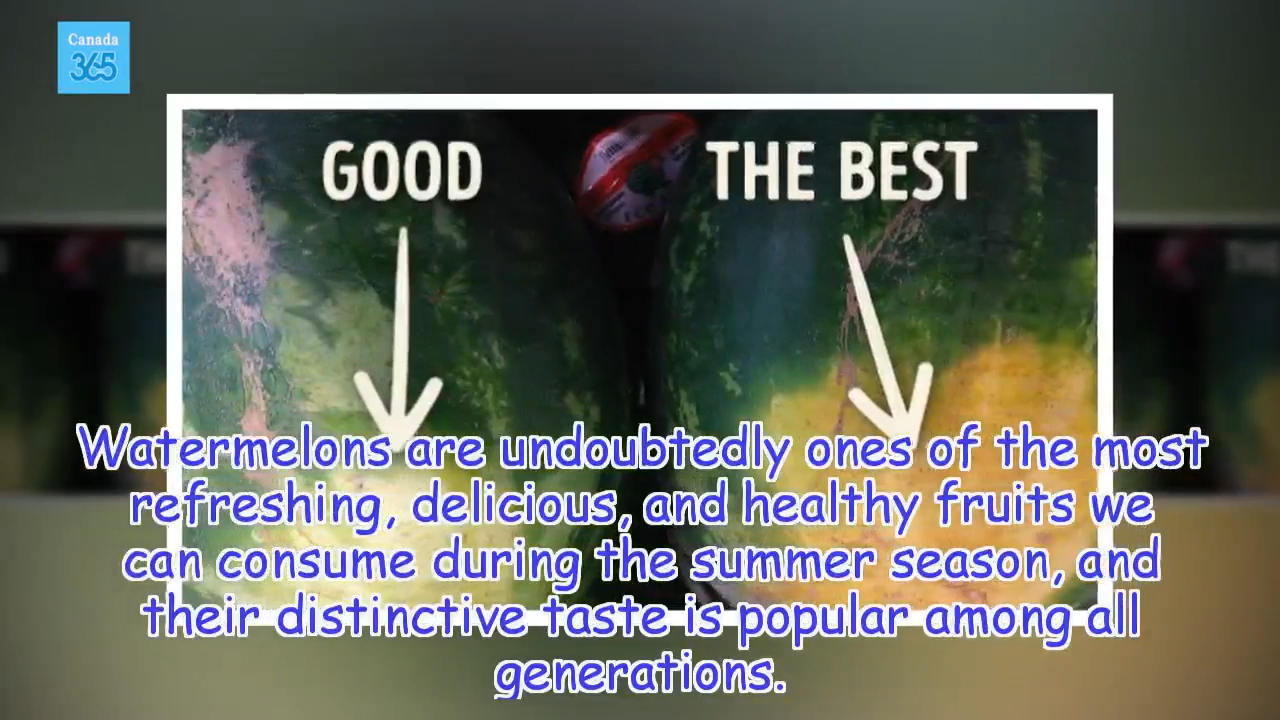 Canada
365
GOOD
THE BEST
Watermelons are undoubtedly ones of the most
refreshing, delicious, and healthy fruits we
can consume during the summer season, and
their distinctive taste is popular among all
generations.